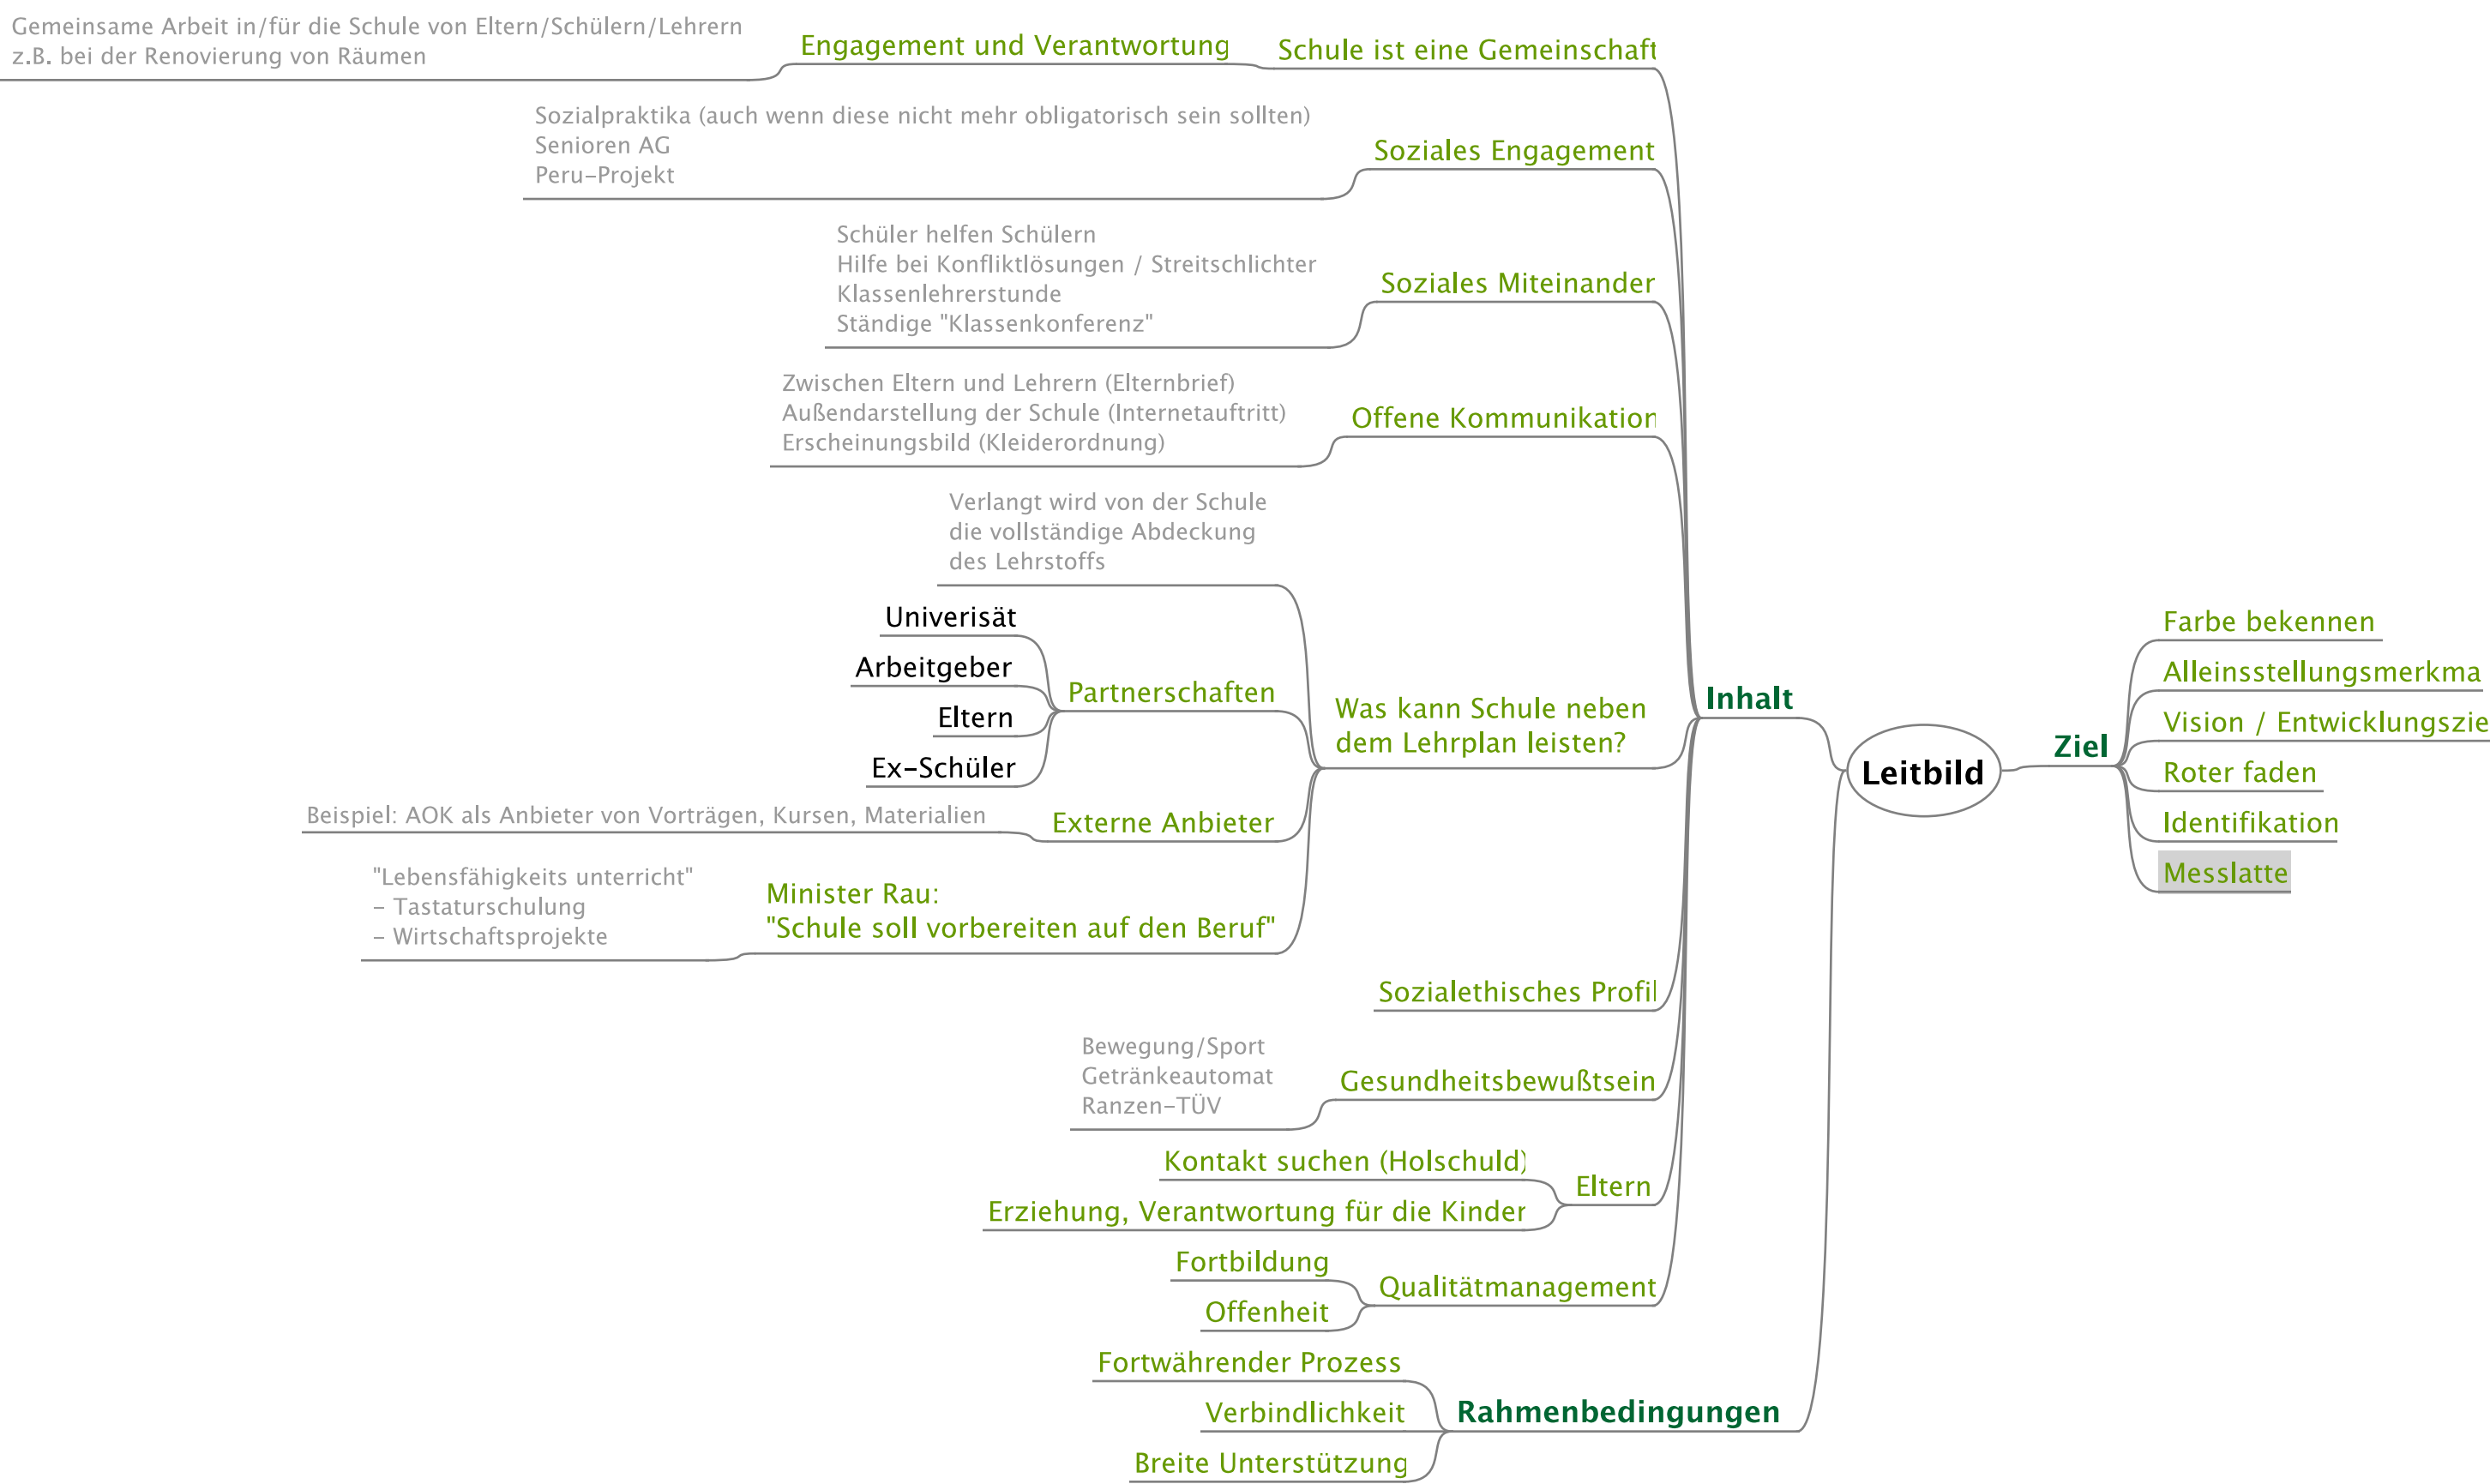 Gemeinsame Arbeit in/für die Schule von Eltern/Schülern/Lehrern
z.B. bei der Renovierung von Räumen
Engagement und Verantwortung
Schule ist eine Gemeinschaft
Sozialpraktika (auch wenn diese nicht mehr obligatorisch sein sollten)
Senioren AG
Peru-Projekt
Soziales Engagement
Schüler helfen Schülern
Hilfe bei Konfliktlösungen / Streitschlichter
Klassenlehrerstunde
Ständige "Klassenkonferenz"
Soziales Miteinander
Zwischen Eltern und Lehrern (Elternbrief)
Außendarstellung der Schule (Internetauftritt)
Erscheinungsbild (Kleiderordnung)
Offene Kommunikation
Verlangt wird von der Schule
die vollständige Abdeckung
des Lehrstoffs
Univerisät
Arbeitgeber
Eltern
Ex-Schüler
Partnerschaften
Beispiel: AOK als Anbieter von Vorträgen, Kursen, Materialien
Externe Anbieter
"Lebensfähigkeits unterricht"
- Tastaturschulung
- Wirtschaftsprojekte
Minister Rau:
"Schule soll vorbereiten auf den Beruf"
Was kann Schule neben
dem Lehrplan leisten?
Sozialethisches Profil
Bewegung/Sport
Getränkeautomat
Ranzen-TÜV
Gesundheitsbewußtsein
Kontakt suchen (Holschuld)
Erziehung, Verantwortung für die Kinder
Eltern
Fortbildung
Offenheit
Qualitätmanagement
Inhalt
Fortwährender Prozess
Verbindlichkeit
Breite Unterstützung
Rahmenbedingungen
Leitbild
Ziel
Farbe bekennen
Alleinsstellungsmerkma
Vision / Entwicklungszie
Roter faden
Identifikation
Messlatte